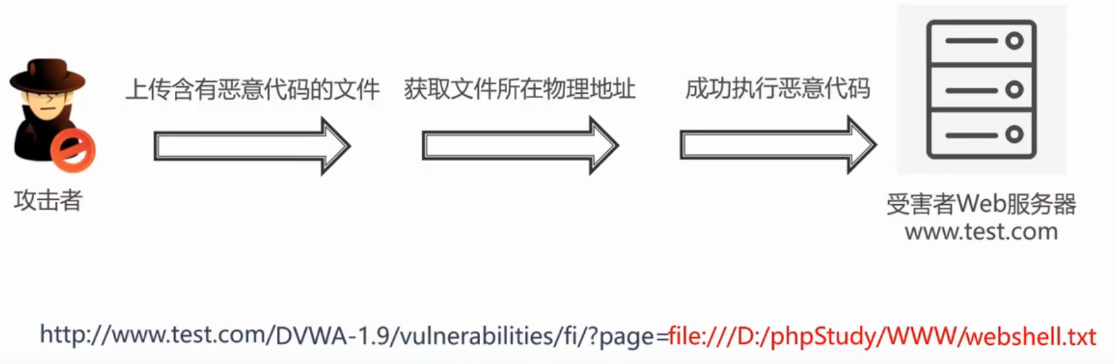 上传含有恶意代码的文件
获取文件所在物理地址
成功执行恶意代码
攻击者
受害者Web服务器
www.test.com
http://www.test.com/DVWA-1.9/vulnerabilities/fi/?page=file:///D:/phpStudy/WWW/webshell.txt